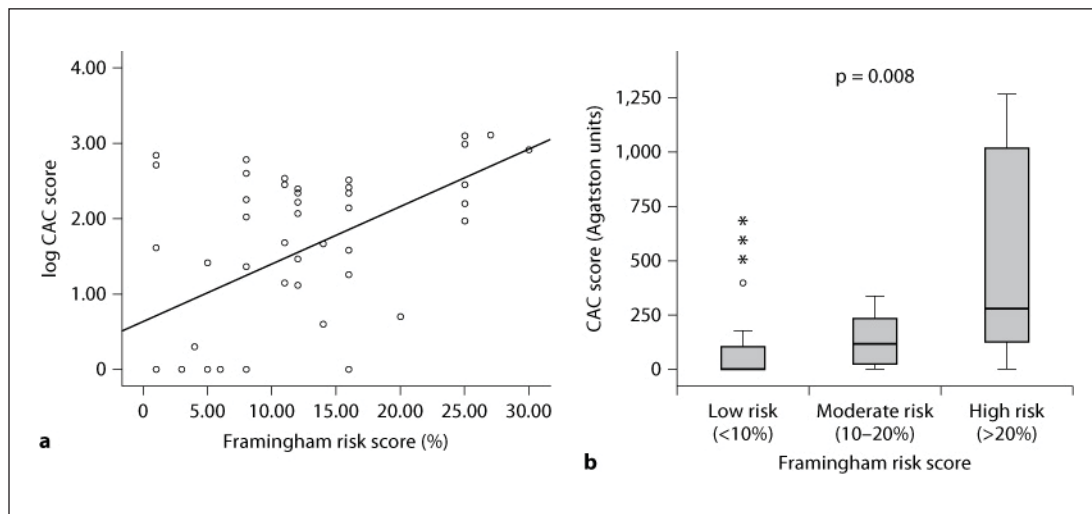 4.00
3.00
2.00
1.00
0
log CAC score
0
5.00
10.00
15.00
20.00
25.00
30.00
Framingham risk score (%)
a
p = 0.008
1,250
1,000
750
500
250
0
CAC score (Agatston units)
*
*
*
Low risk
(<10%)
Moderate risk
(10–20%)
High risk
(>20%)
Framingham risk score
b